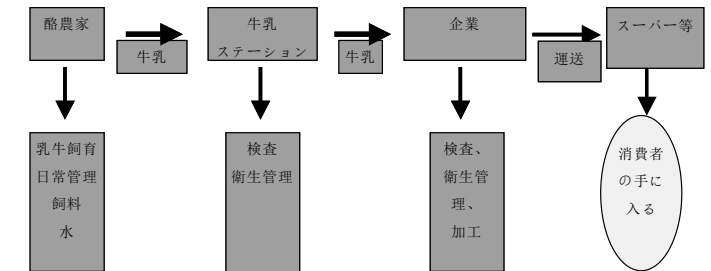 酪農家
牛乳
牛乳
ステーション
牛乳
企業
運送
スーパー等
乳牛飼育
日常管理
飼料
水
検査
衛生管理
検査、
衛生管
理、
加工
消費者
の手に
入る